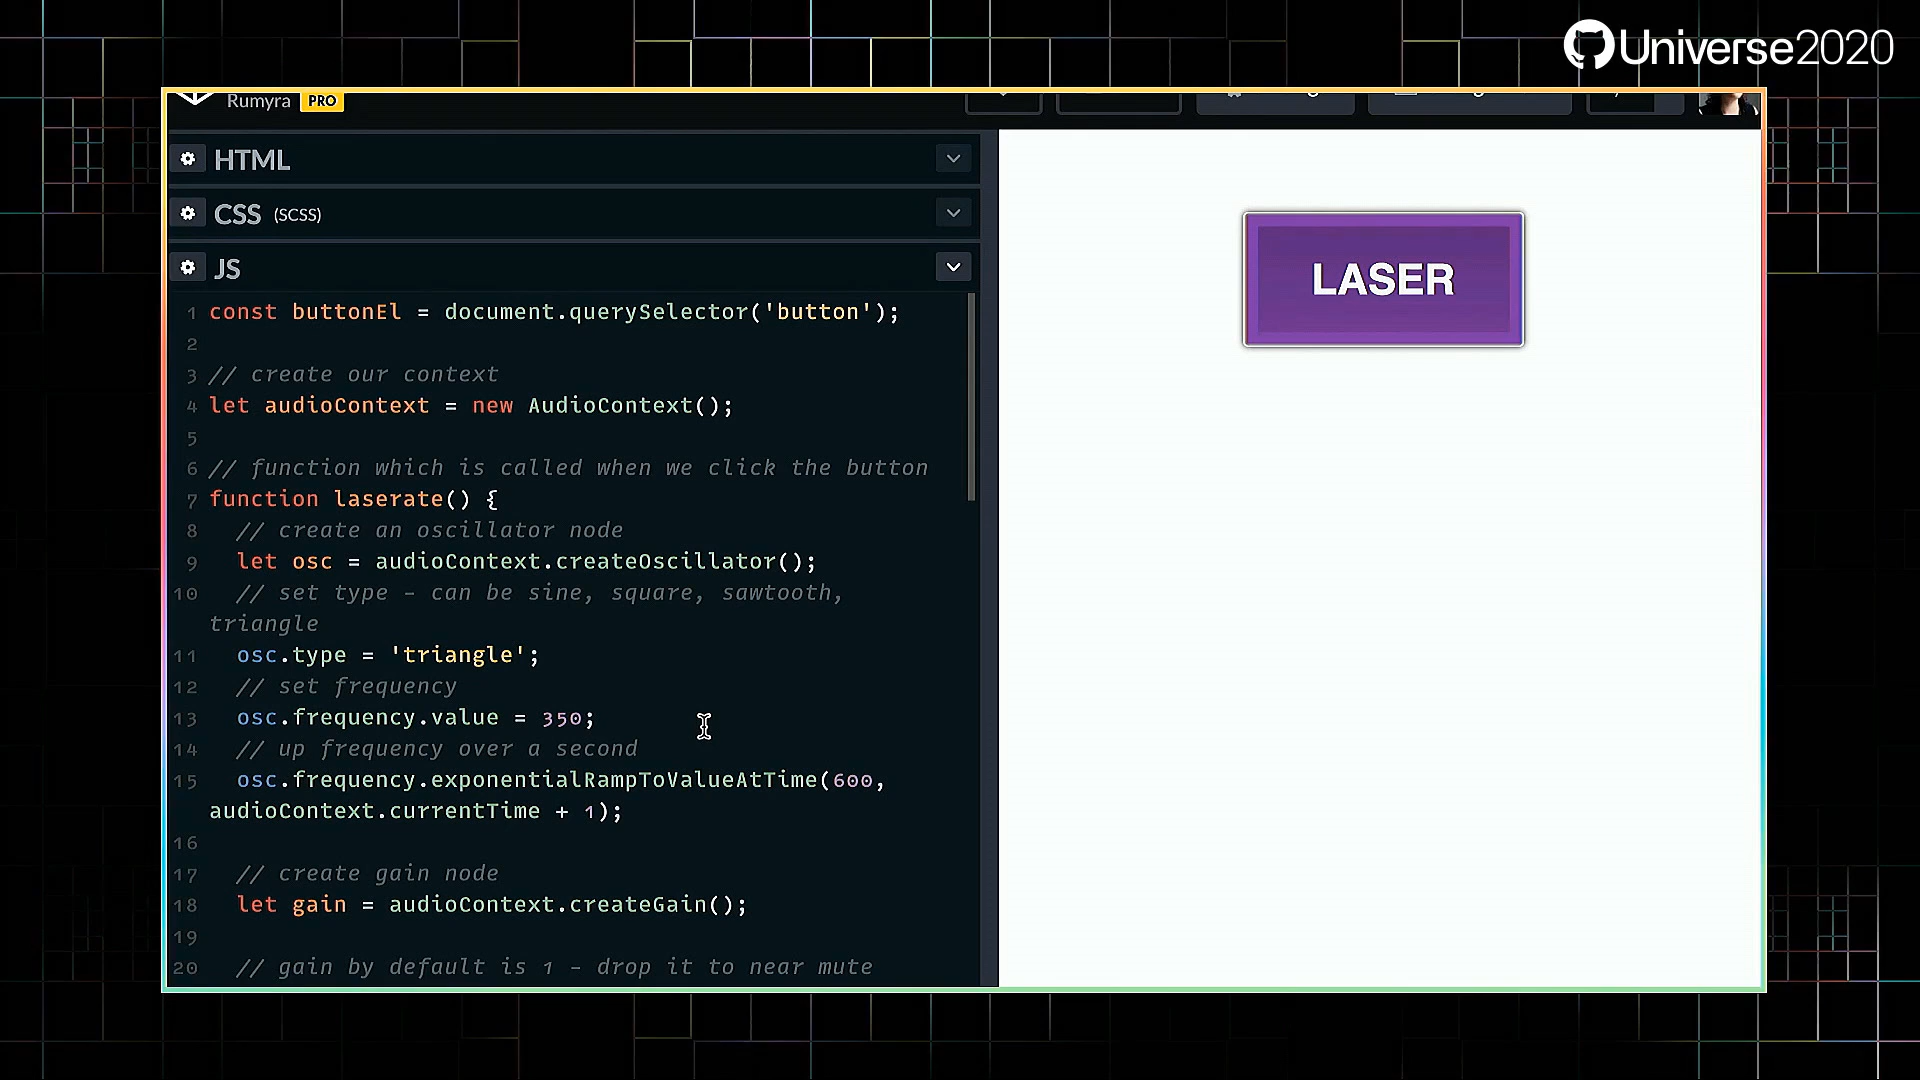 Universe2020
Rumyra PRO
HTML
CSS (SCSS)
JS
1 const buttonEl = document.querySelector('button');
2
3 // create our context
4 let audioContext = new AudioContext();
5
6 // function which is called when we click the button
7 function laserate() {
8 // create an oscillator node
9 let osc = audioContext.createOscillator();
10 // set type - can be sine, square, sawtooth,
triangle
11 osc.type = 'triangle';
12 // set frequency
13 osc.frequency.value = 350;
14 // up frequency over a second
15 osc.frequency.exponentialRampToValueAtTime(600,
audioContext.currentTime + 1);
16
17 // create gain node
18 let gain = audioContext.createGain();
19
20 // gain by default is 1 - drop it to near mute
LASER